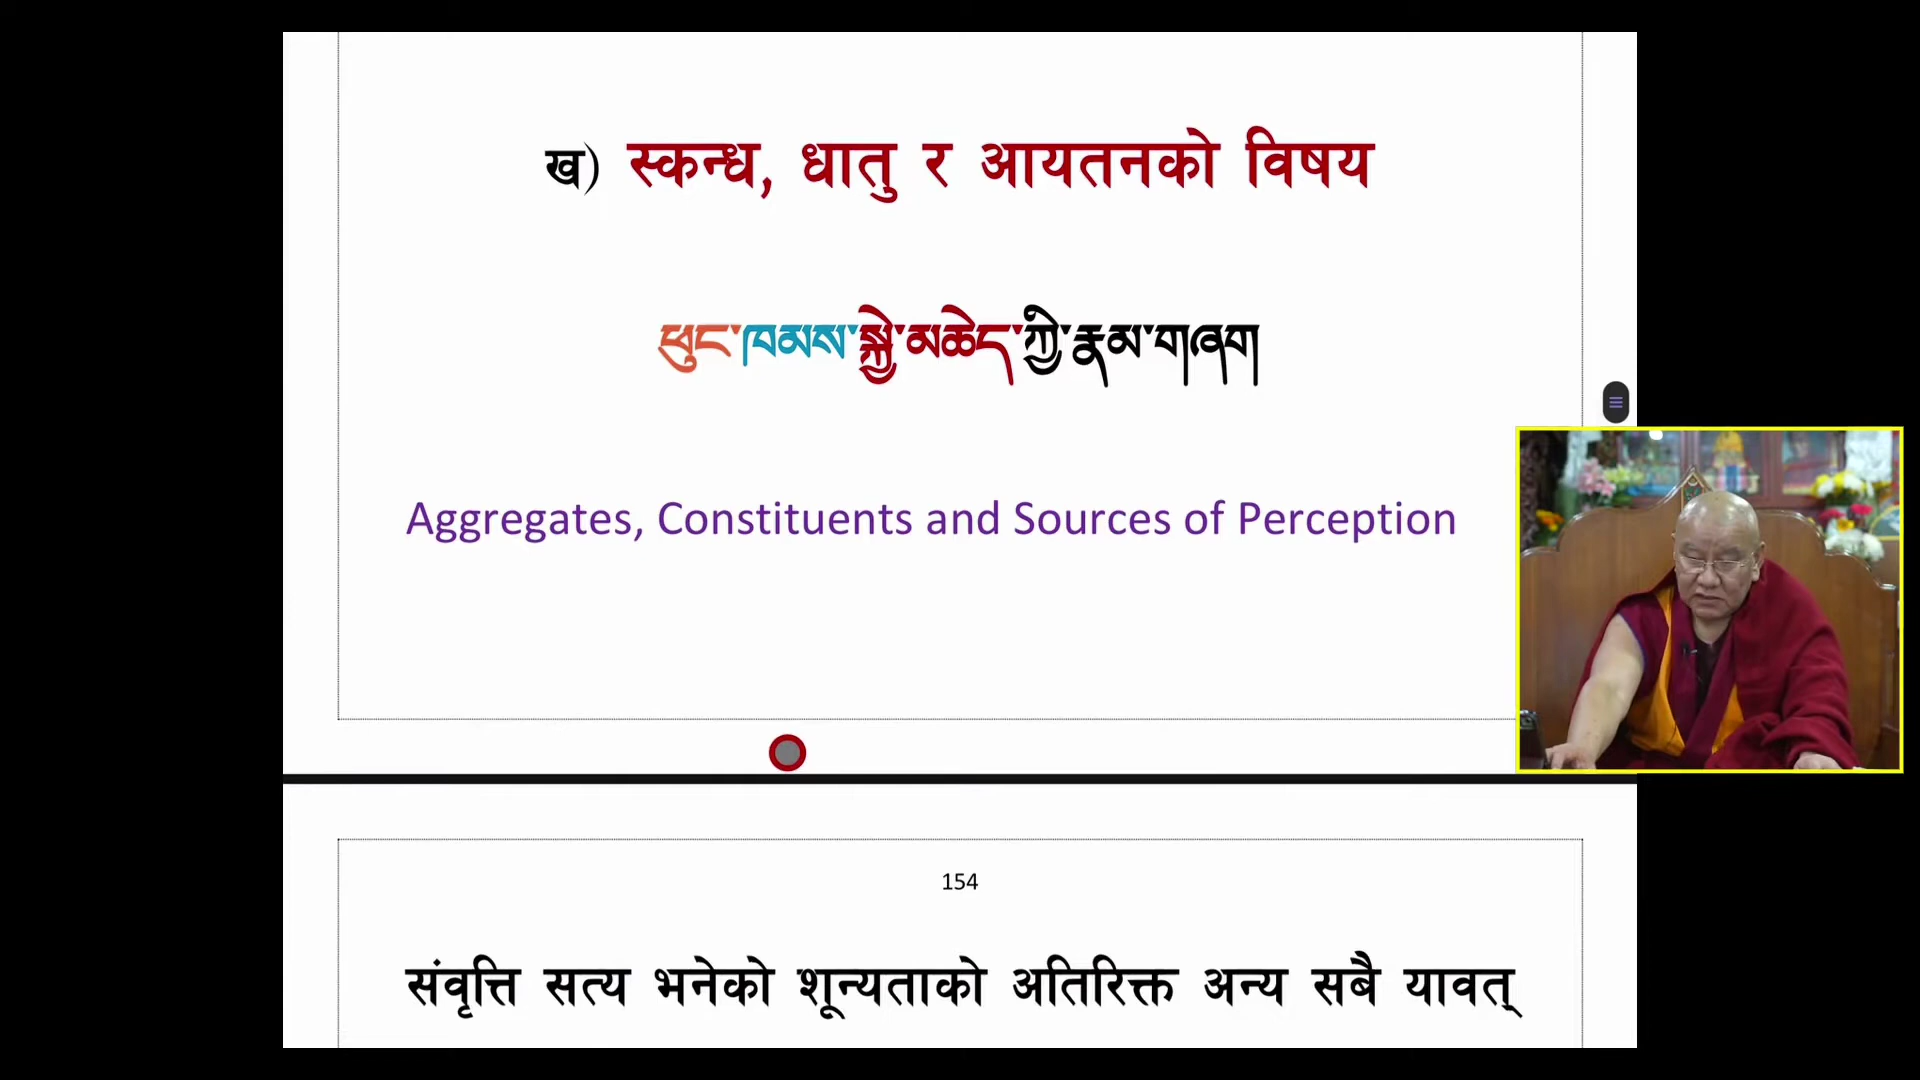 ख) स्कन्ध, धातु र आयतनको विषय
ཕུང་ཁམས་སྐྱེ་མཆེད་ཀྱི་རྣམ་གཞག
Aggregates, Constituents and Sources of Perception
154
संवृत्ति सत्य भनेको शून्यताको अतिरिक्त अन्य सबै यावत्